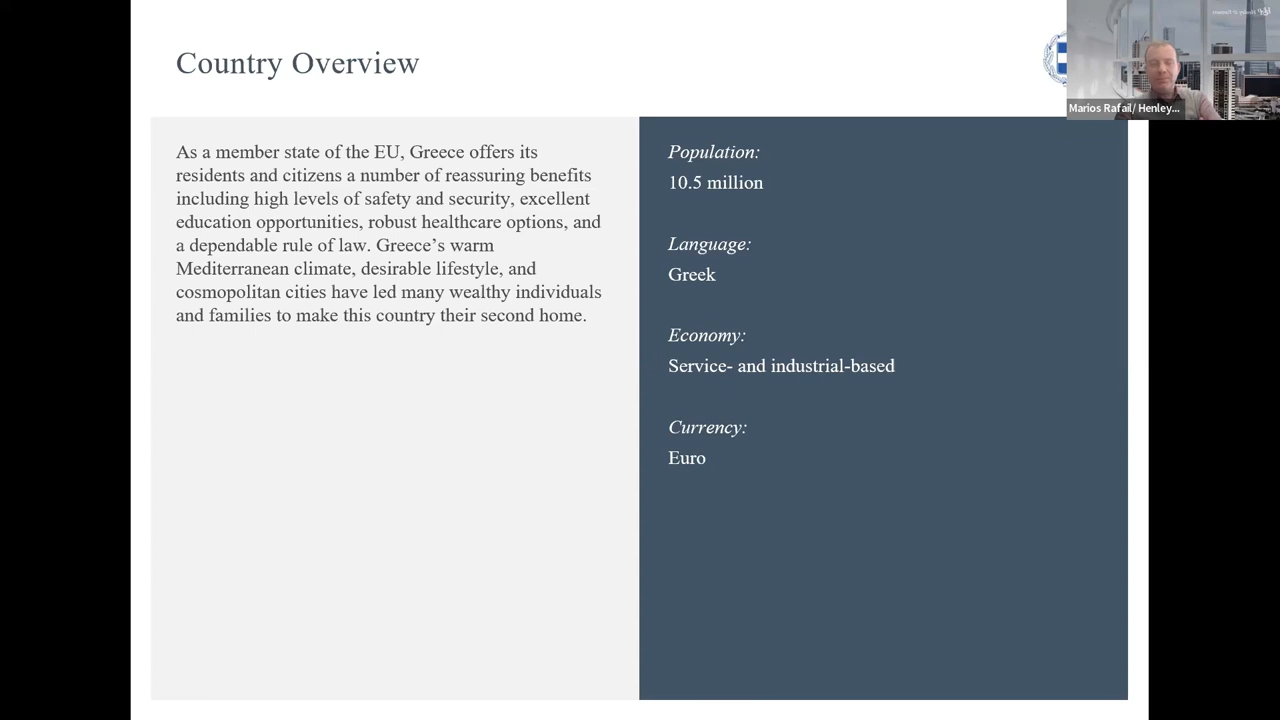 Country Overview
Marios Rafail/ Henley...
As a member state of the EU, Greece offers its
residents and citizens a number of reassuring benefits
including high levels of safety and security, excellent
education opportunities, robust healthcare options, and
a dependable rule of law. Greece’s warm
Mediterranean climate, desirable lifestyle, and
cosmopolitan cities have led many wealthy individuals
and families to make this country their second home.
Population:
10.5 million
Language:
Greek
Economy:
Service- and industrial-based
Currency:
Euro